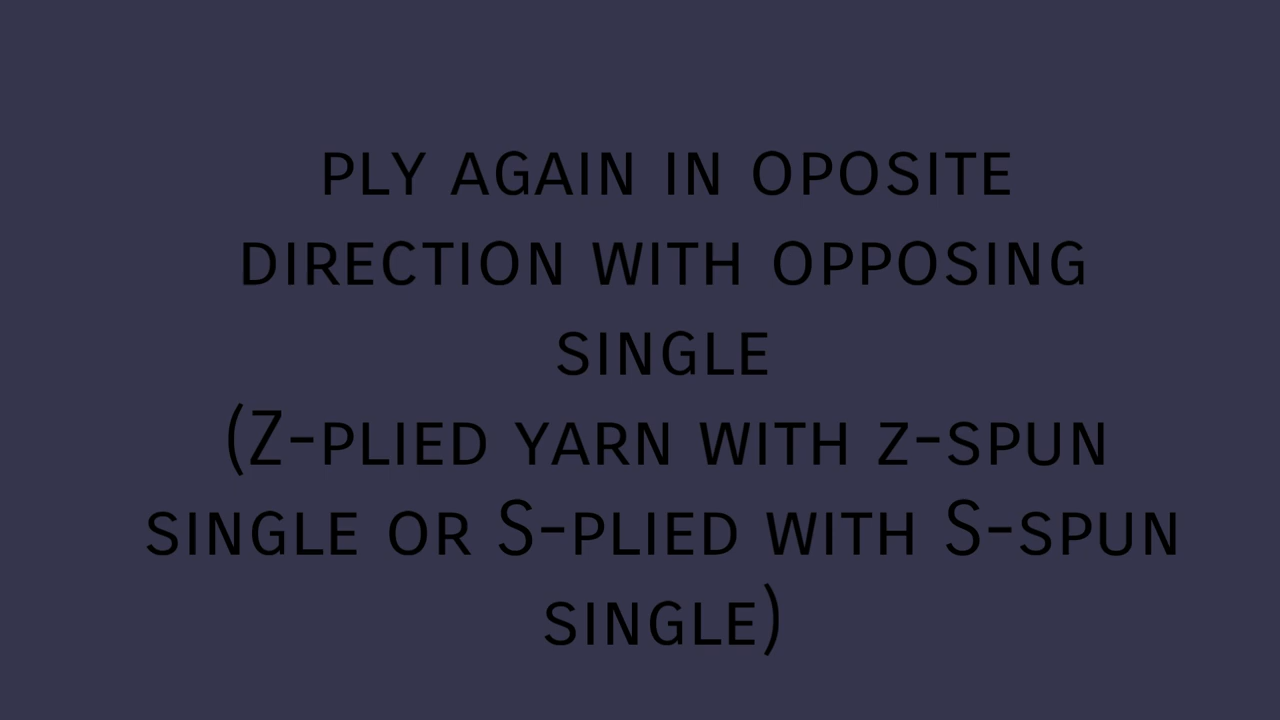 ply again in oposite
direction with opposing
single
(Z-plied yarn with z-spun
single or S-plied with S-spun
single)